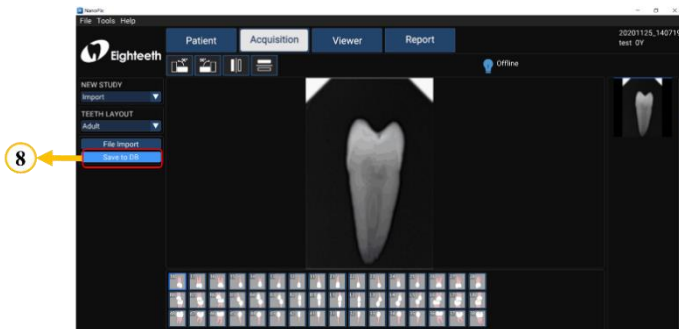 NanoPix
File Tools Help
Eighteeth
Patient
Acquisition
Viewer
Report
20201125_140719
test 0Y
Offline
NEW STUDY
Import
TEETH LAYOUT
Adult
File Import
Save to DB
8